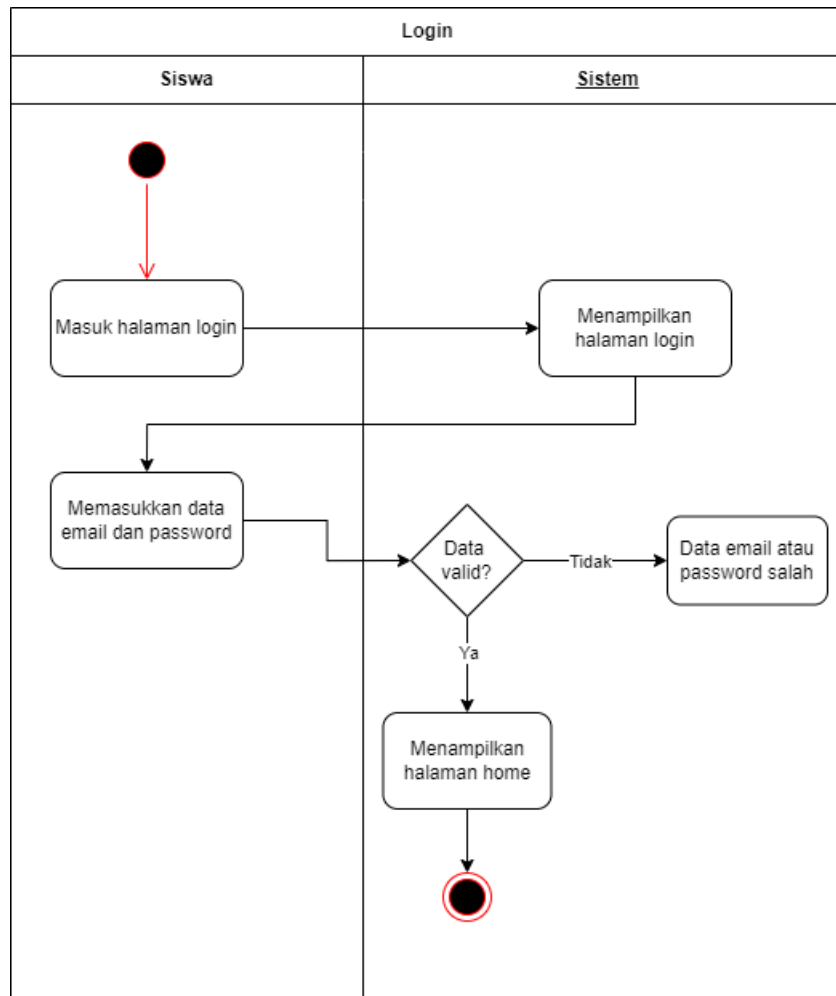 Login
Siswa
Sistem
Masuk halaman login
Menampilkan
halaman login
Memasukkan data
email dan password
Data
valid?
Tidak
Data email atau
password salah
Ya
Menampilkan
halaman home